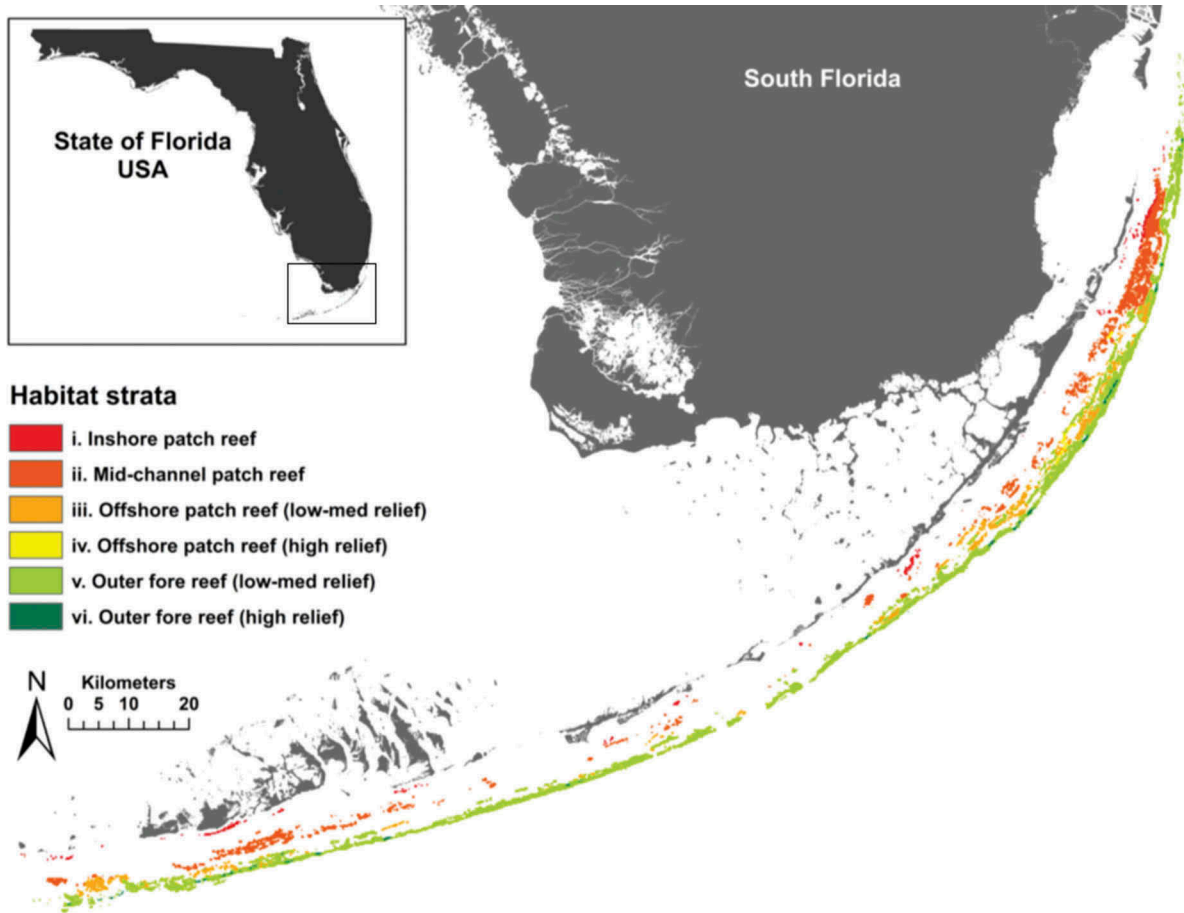 State of Florida
USA
South Florida
Habitat strata
i. Inshore patch reef
ii. Mid-channel patch reef
iii. Offshore patch reef (low-med relief)
iv. Offshore patch reef (high relief)
v. Outer fore reef (low-med relief)
vi. Outer fore reef (high relief)
N
Kilometers
0 5 10 20